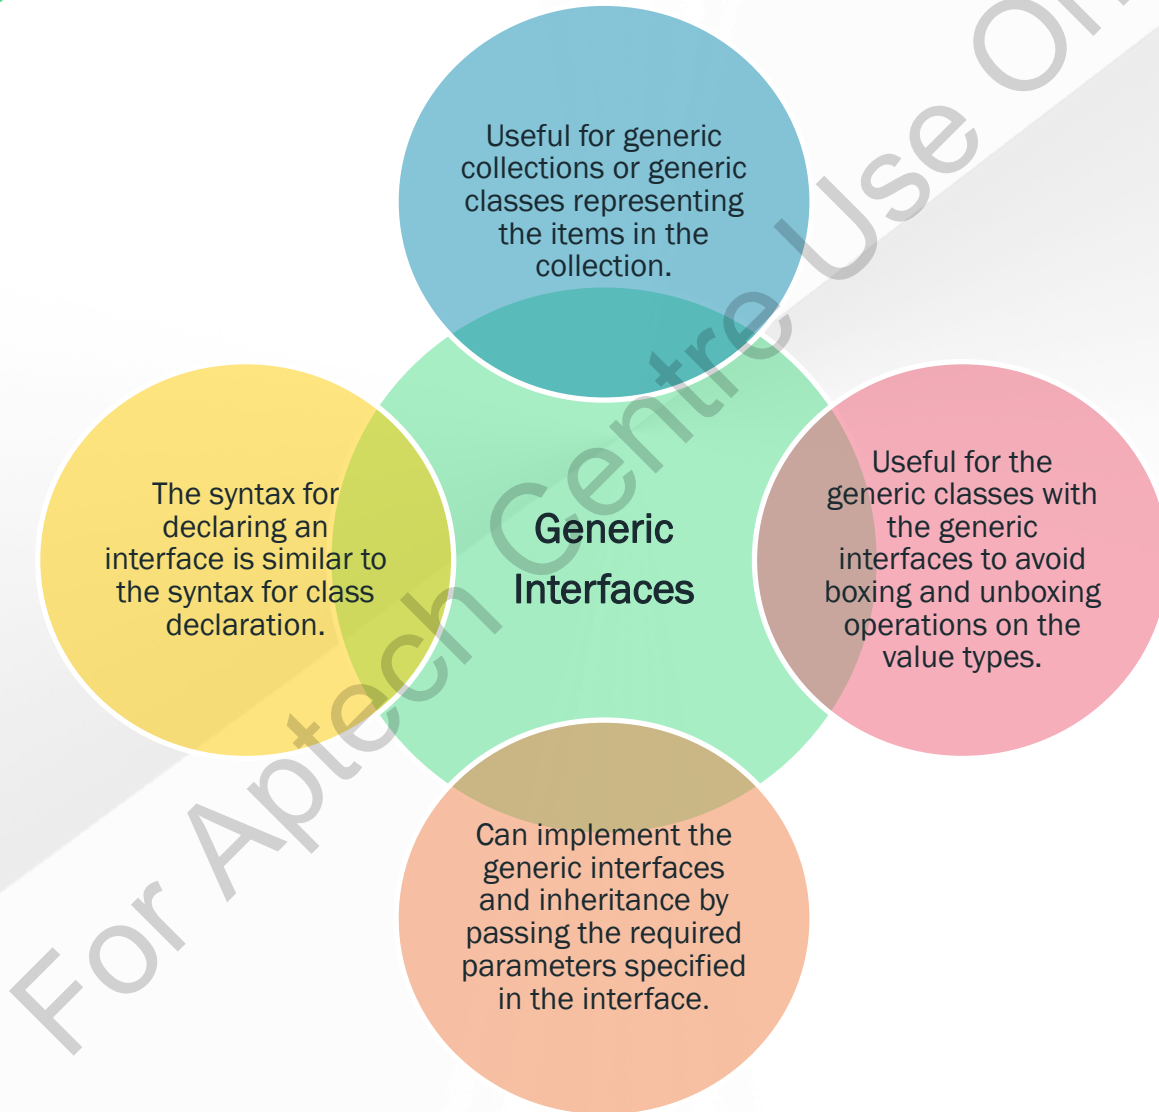 Useful for generic
collections or generic
classes representing
the items in the
collection.
The syntax for
declaring an
interface is similar to
the syntax for class
declaration.
Generic
Interfaces
Useful for the
generic classes with
the generic
interfaces to avoid
boxing and unboxing
operations on the
value types.
Can implement the
generic interfaces
and inheritance by
passing the required
parameters specified
in the interface.
For Aptech Centre Use On